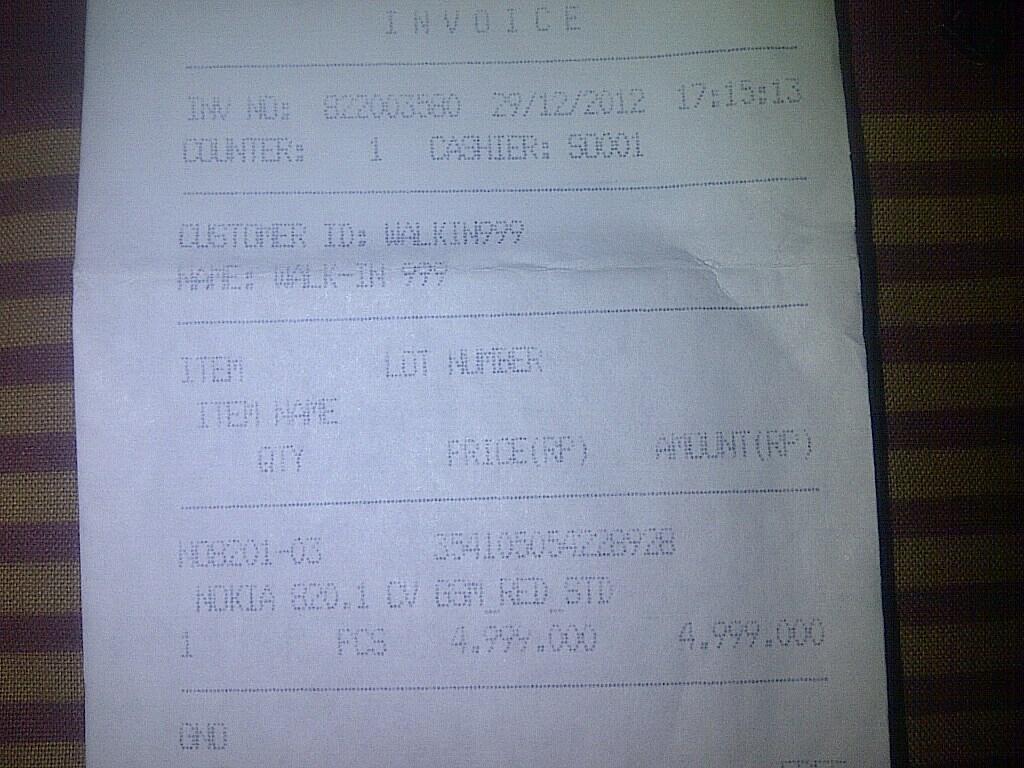 INVOICE
INV NO: 822003580 29/12/2012 17:15:13
COUNTER: 1 CASHIER: SD001
CUSTOMER ID: WALKIN999
NAME: WALK-IN 999
ITEM LOT NUMBER
ITEM NAME
QTY PRICE(RP) AMOUNT(RP)
NO8201-03 354105054228928
NOKIA 820.1 CV GSM_RED_STD
1 PCS 4.999.000 4.999.000
GND